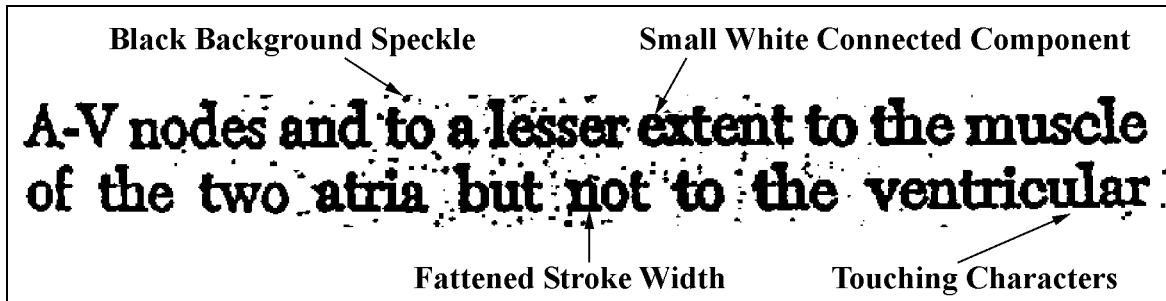 Black Background Speckle Small White Connected Component
A-V nodes and to a lesser extent to the muscle
of the two atria but not to the ventricular
Fattened Stroke Width Touching Characters